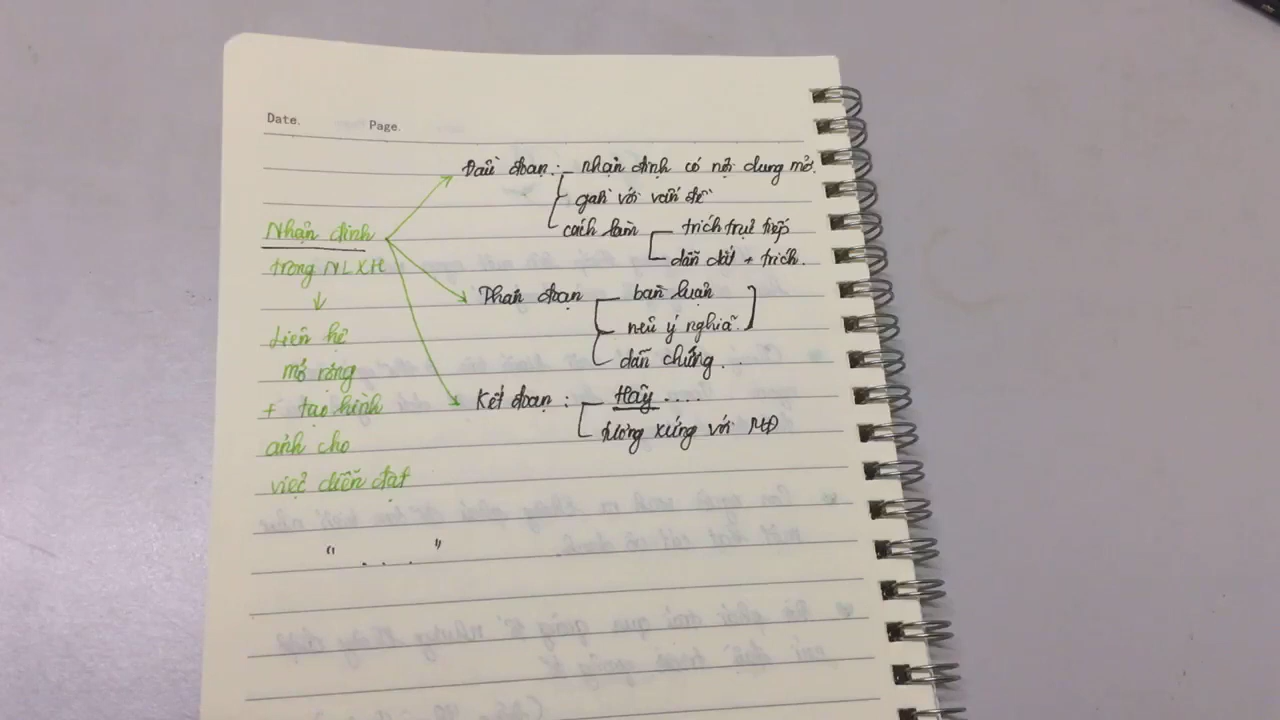 Date. Page.
Đầu đoạn: nhận định có nội dung mở.
gần với vấn đề
cách làm
trích trực tiếp
dẫn dắt + trích.
Nhận định
trong NLXH
↓
Liên hệ
mở rộng
+ tạo hình
ảnh cho
việc diễn đạt
" . . . "
Thân đoạn
bàn luận
nêu ý nghĩa.
dẫn chứng...
Kết đoạn:
Hãy ....
tương xứng với MĐ